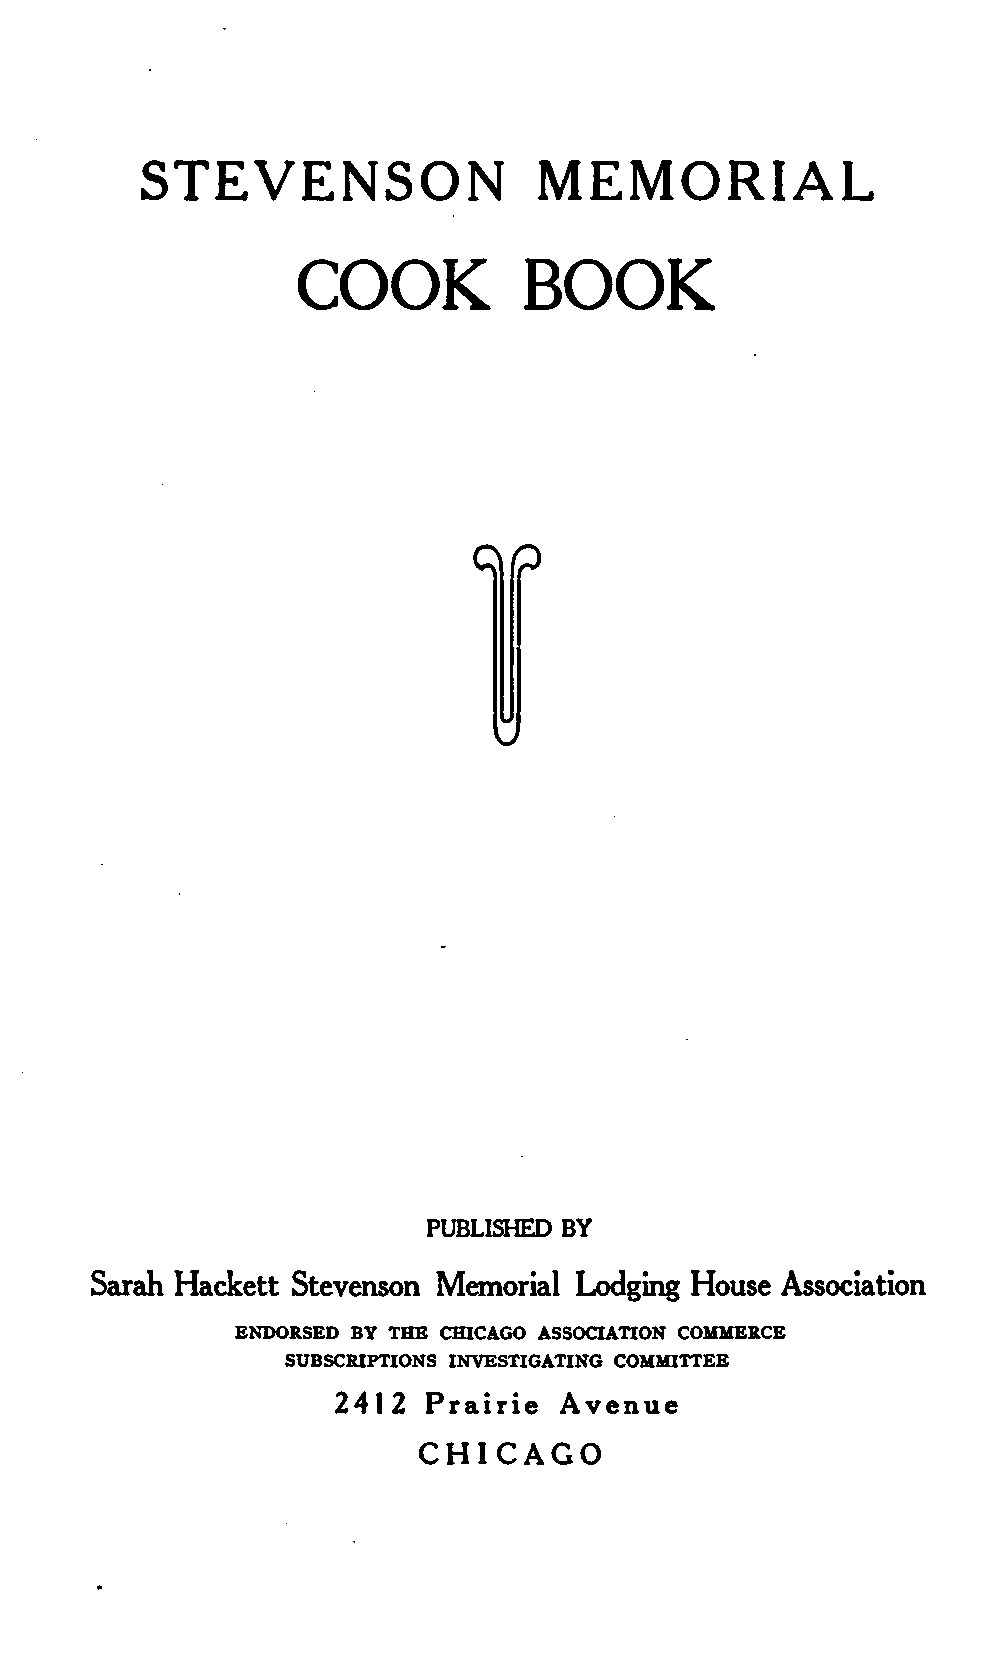 STEVENSON MEMORIAL
COOK BOOK
PUBLISHED BY
Sarah Hackett Stevenson Memorial Lodging House Association
ENDORSED BY THE CHICAGO ASSOCIATION COMMERCE
SUBSCRIPTIONS INVESTIGATING COMMITTEE
2412 Prairie Avenue
CHICAGO